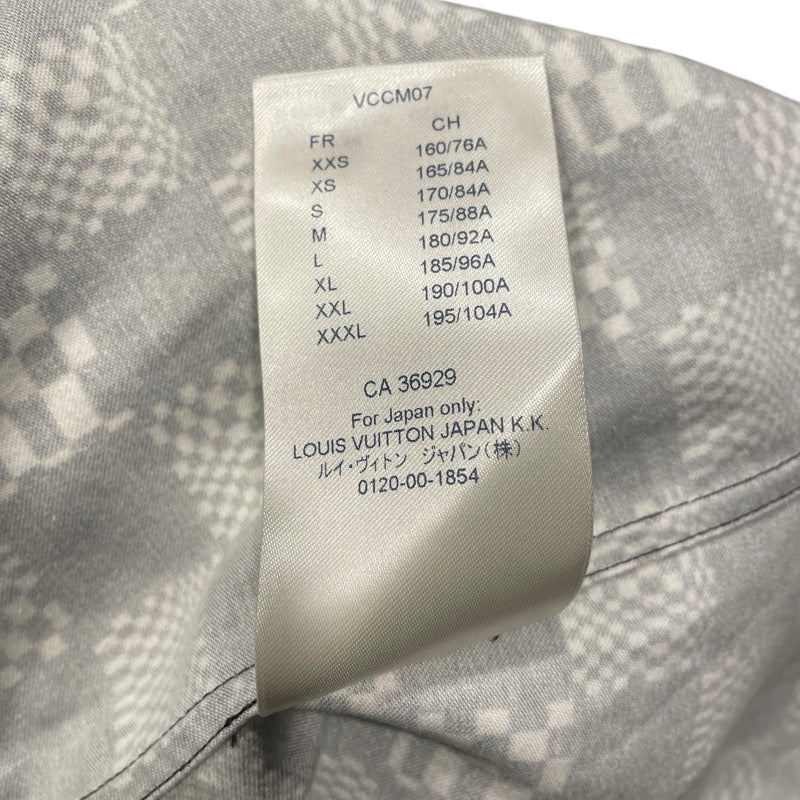 VCCM07
FR CH
XXS 160/76A
XS 165/84A
S 170/84A
M 175/88A
L 180/92A
XL 185/96A
XXL 190/100A
XXXL 195/104A
CA 36929
For Japan only:
LOUIS VUITTON JAPAN K.K.
ルイ・ヴィトン ジャパン(株)
0120-00-1854